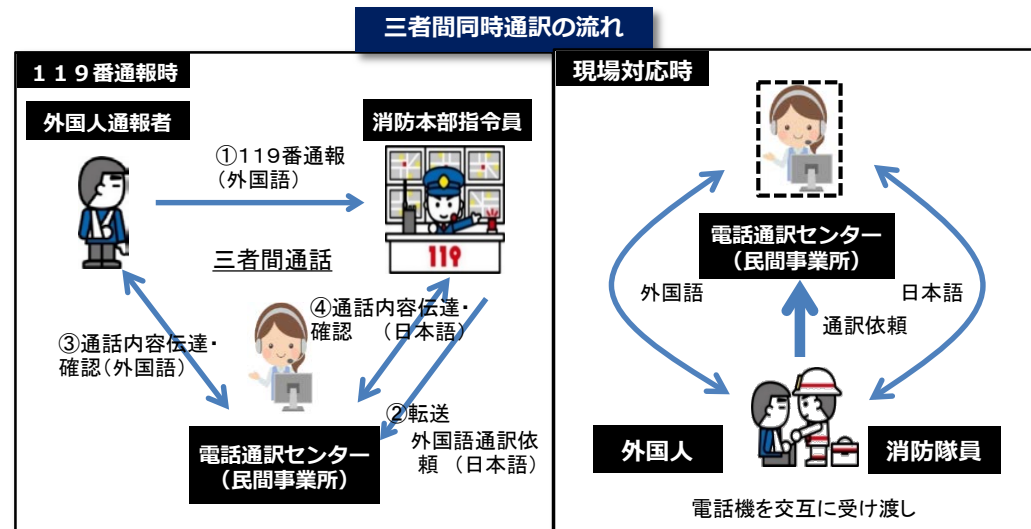 三者間同時通訳の流れ
１１９番通報時
外国人通報者
消防本部指令員
①119番通報
（外国語）
119
三者間通話
④通話内容伝達・
確認　（日本語）
③通話内容伝達・
確認（外国語）
②転送
外国語通訳依
頼（日本語）
電話通訳センター
（民間事業所）
現場対応時
電話通訳センター
（民間事業所）
外国語
日本語
通訳依頼
外国人
消防隊員
電話機を交互に受け渡し